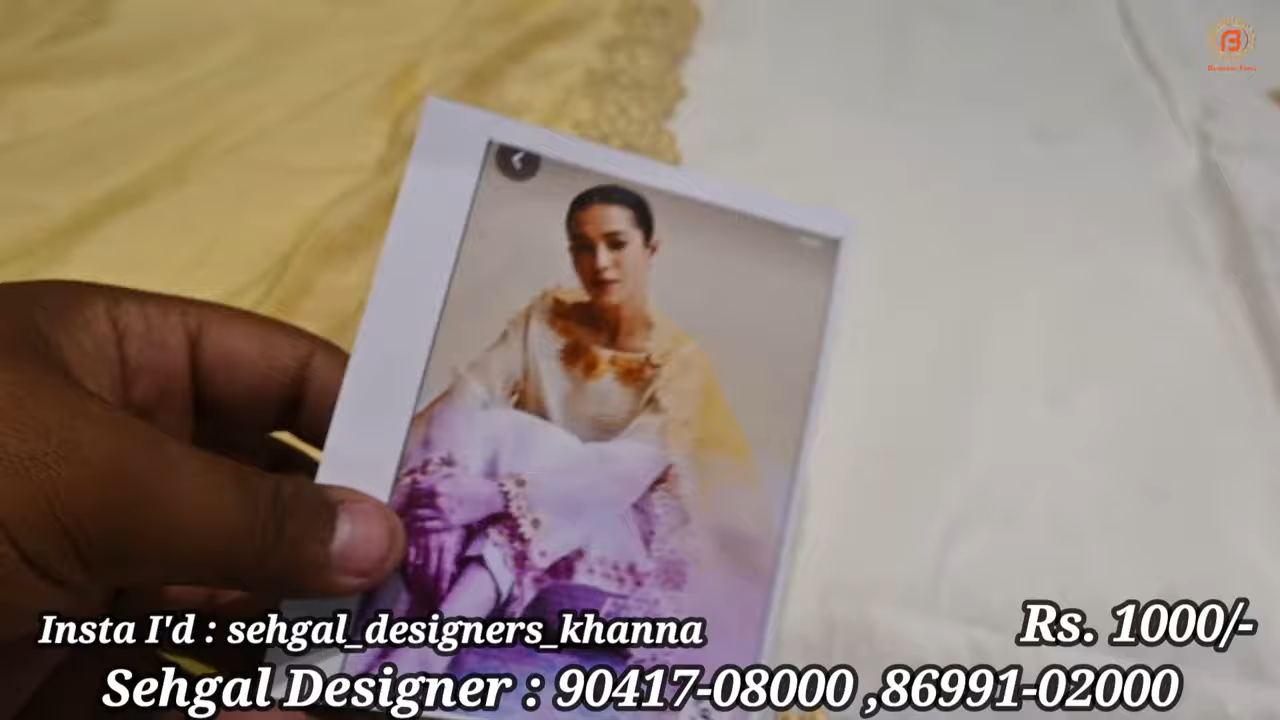 Insta I'd : sehgal_designers_khanna
Rs. 1000/-
Sehgal Designer : 90417-08000 ,86991-02000